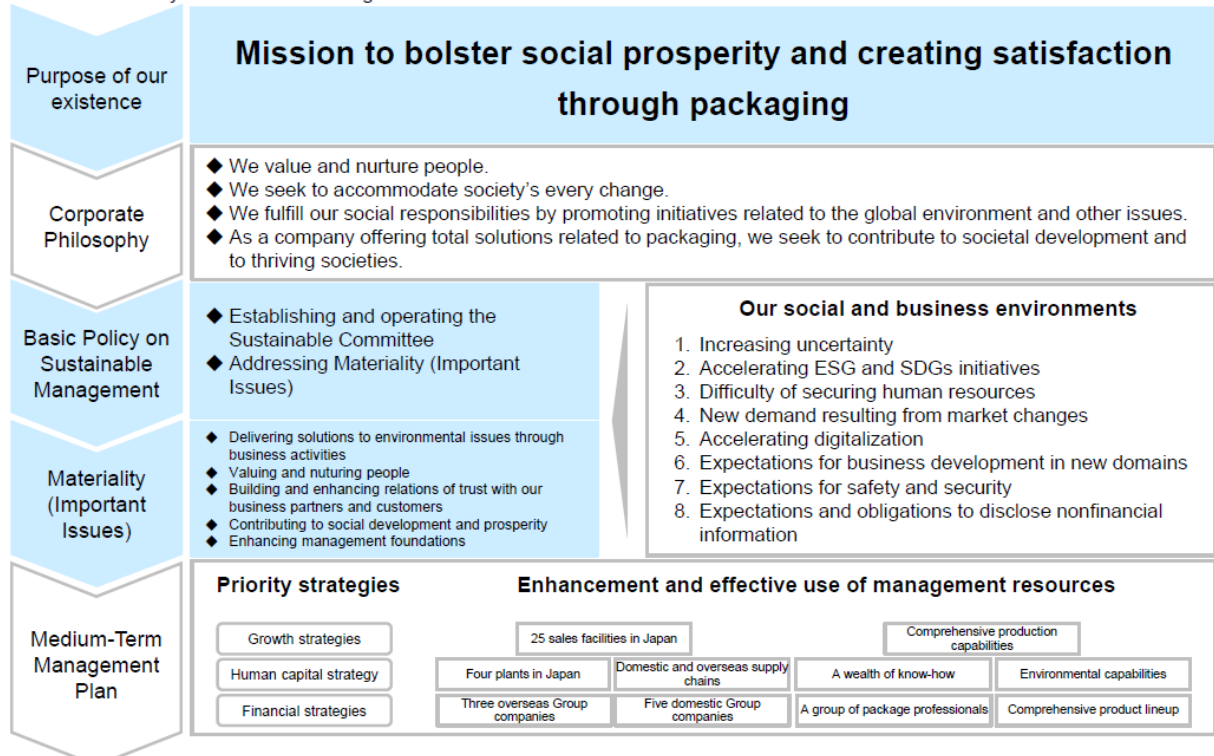 Purpose of our
existence
Mission to bolster social prosperity and creating satisfaction
through packaging
Corporate
Philosophy
◆ We value and nurture people.
◆ We seek to accommodate society's every change.
◆ We fulfill our social responsibilities by promoting initiatives related to the global environment and other issues.
◆ As a company offering total solutions related to packaging, we seek to contribute to societal development and
to thriving societies.
Basic Policy on
Sustainable
Management
◆ Establishing and operating the
Sustainable Committee
◆ Addressing Materiality (Important
Issues)
Materiality
(Important
Issues)
◆ Delivering solutions to environmental issues through
business activities
◆ Valuing and nuturing people
◆ Building and enhancing relations of trust with our
business partners and customers
◆ Contributing to social development and prosperity
◆ Enhancing management foundations
Our social and business environments
1. Increasing uncertainty
2. Accelerating ESG and SDGs initiatives
3. Difficulty of securing human resources
4. New demand resulting from market changes
5. Accelerating digitalization
6. Expectations for business development in new domains
7. Expectations for safety and security
8. Expectations and obligations to disclose nonfinancial
information
Medium-Term
Management
Plan
Priority strategies
Growth strategies
Human capital strategy
Financial strategies
Enhancement and effective use of management resources
25 sales facilities in Japan
Comprehensive production
capabilities
Four plants in Japan
Domestic and overseas supply
chains
A wealth of know-how
Environmental capabilities
Three overseas Group
companies
Five domestic Group
companies
A group of package professionals
Comprehensive product lineup